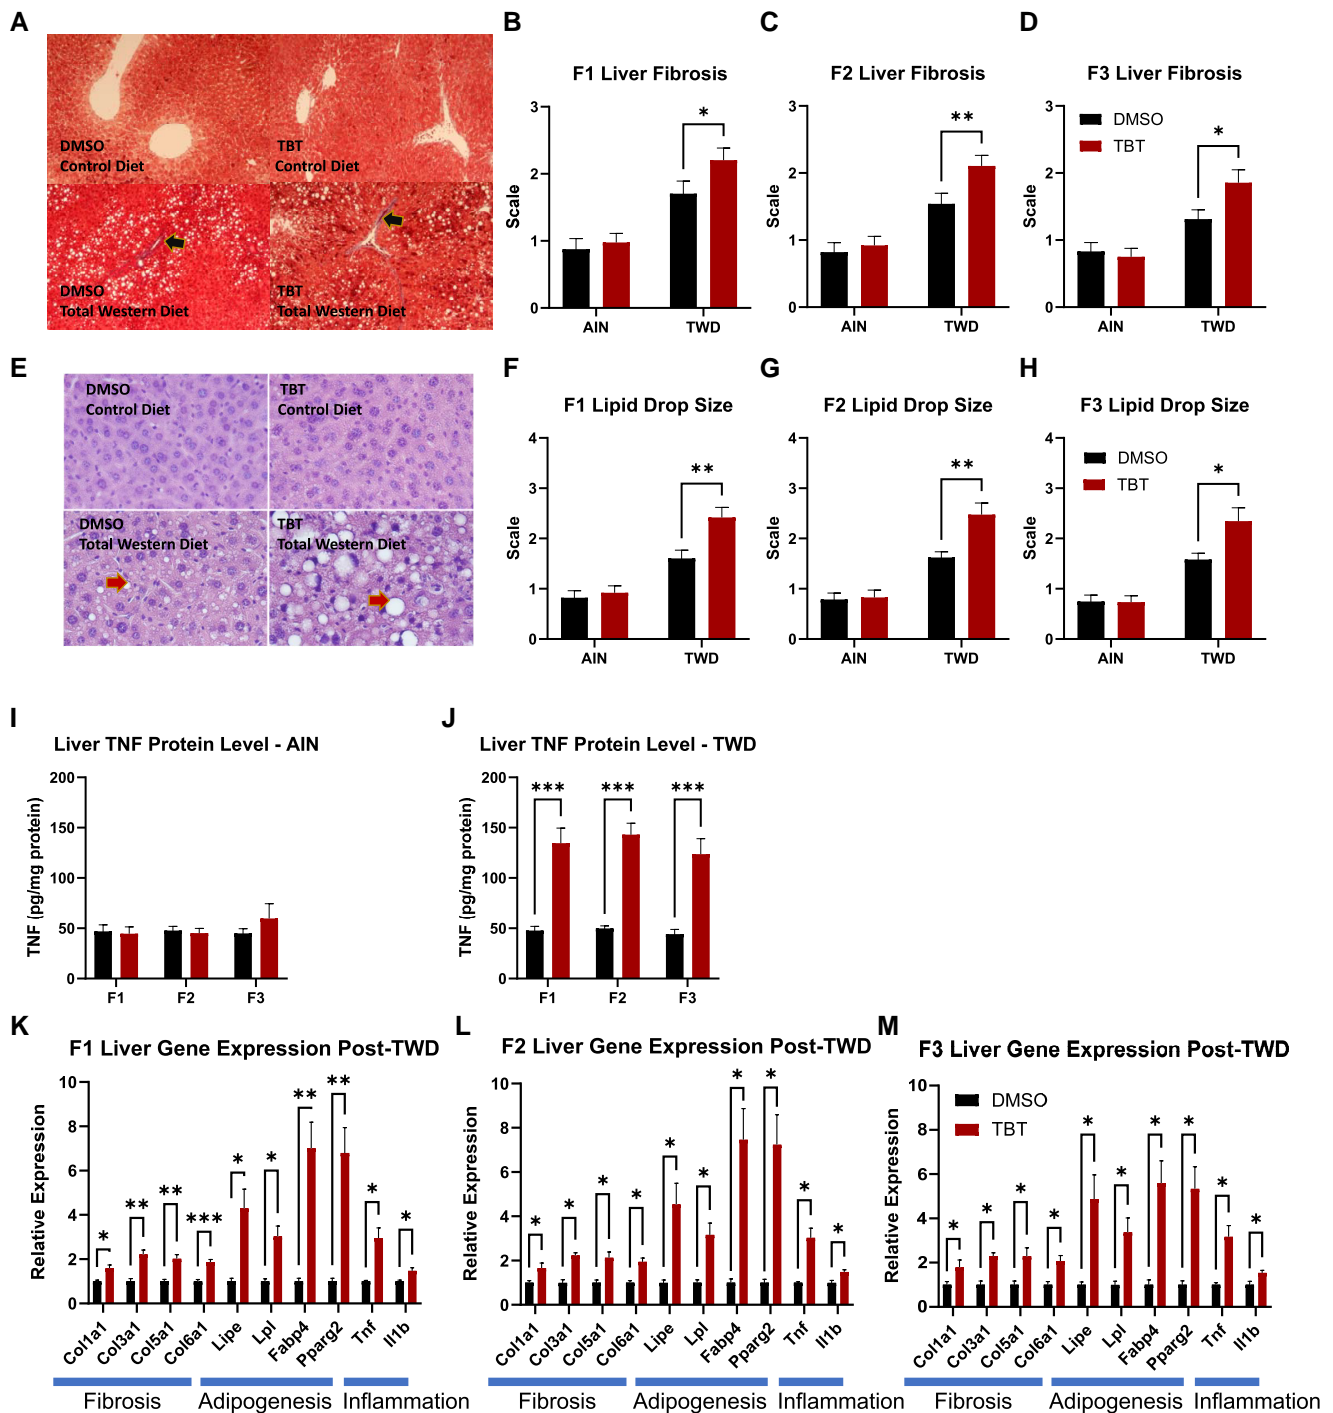 A
DMSO
Control Diet
TBT
Control Diet
DMSO
Total Western Diet
TBT
Total Western Diet
B
F1 Liver Fibrosis
Scale
3
2
1
0
*
AIN
TWD
C
F2 Liver Fibrosis
Scale
3
2
1
0
**
AIN
TWD
D
F3 Liver Fibrosis
Scale
3
2
1
0
DMSO
TBT
*
AIN
TWD
E
DMSO
Control Diet
TBT
Control Diet
DMSO
Total Western Diet
TBT
Total Western Diet
F
F1 Lipid Drop Size
Scale
4
3
2
1
0
**
AIN
TWD
G
F2 Lipid Drop Size
Scale
4
3
2
1
0
**
AIN
TWD
H
F3 Lipid Drop Size
Scale
4
3
2
1
0
DMSO
TBT
*
AIN
TWD
I
Liver TNF Protein Level - AIN
TNF (pg/mg protein)
200
150
100
50
0
F1
F2
F3
J
Liver TNF Protein Level - TWD
TNF (pg/mg protein)
200
150
100
50
0
*** *** ***
F1
F2
F3
K
F1 Liver Gene Expression Post-TWD
Relative Expression
10
8
6
4
2
0
* ** ** *** * * ** ** * *
Col1a1
Col3a1
Col5a1
Col6a1
Lipe
Lpl
Fabp4
Pparg2
Tnf
Il1b
Fibrosis
Adipogenesis
Inflammation
L
F2 Liver Gene Expression Post-TWD
Relative Expression
10
8
6
4
2
0
* * * * * * * * * *
Col1a1
Col3a1
Col5a1
Col6a1
Lipe
Lpl
Fabp4
Pparg2
Tnf
Il1b
Fibrosis
Adipogenesis
Inflammation
M
F3 Liver Gene Expression Post-TWD
Relative Expression
10
8
6
4
2
0
DMSO
TBT
* * * * * * * * * *
Col1a1
Col3a1
Col5a1
Col6a1
Lipe
Lpl
Fabp4
Pparg2
Tnf
Il1b
Fibrosis
Adipogenesis
Inflammation